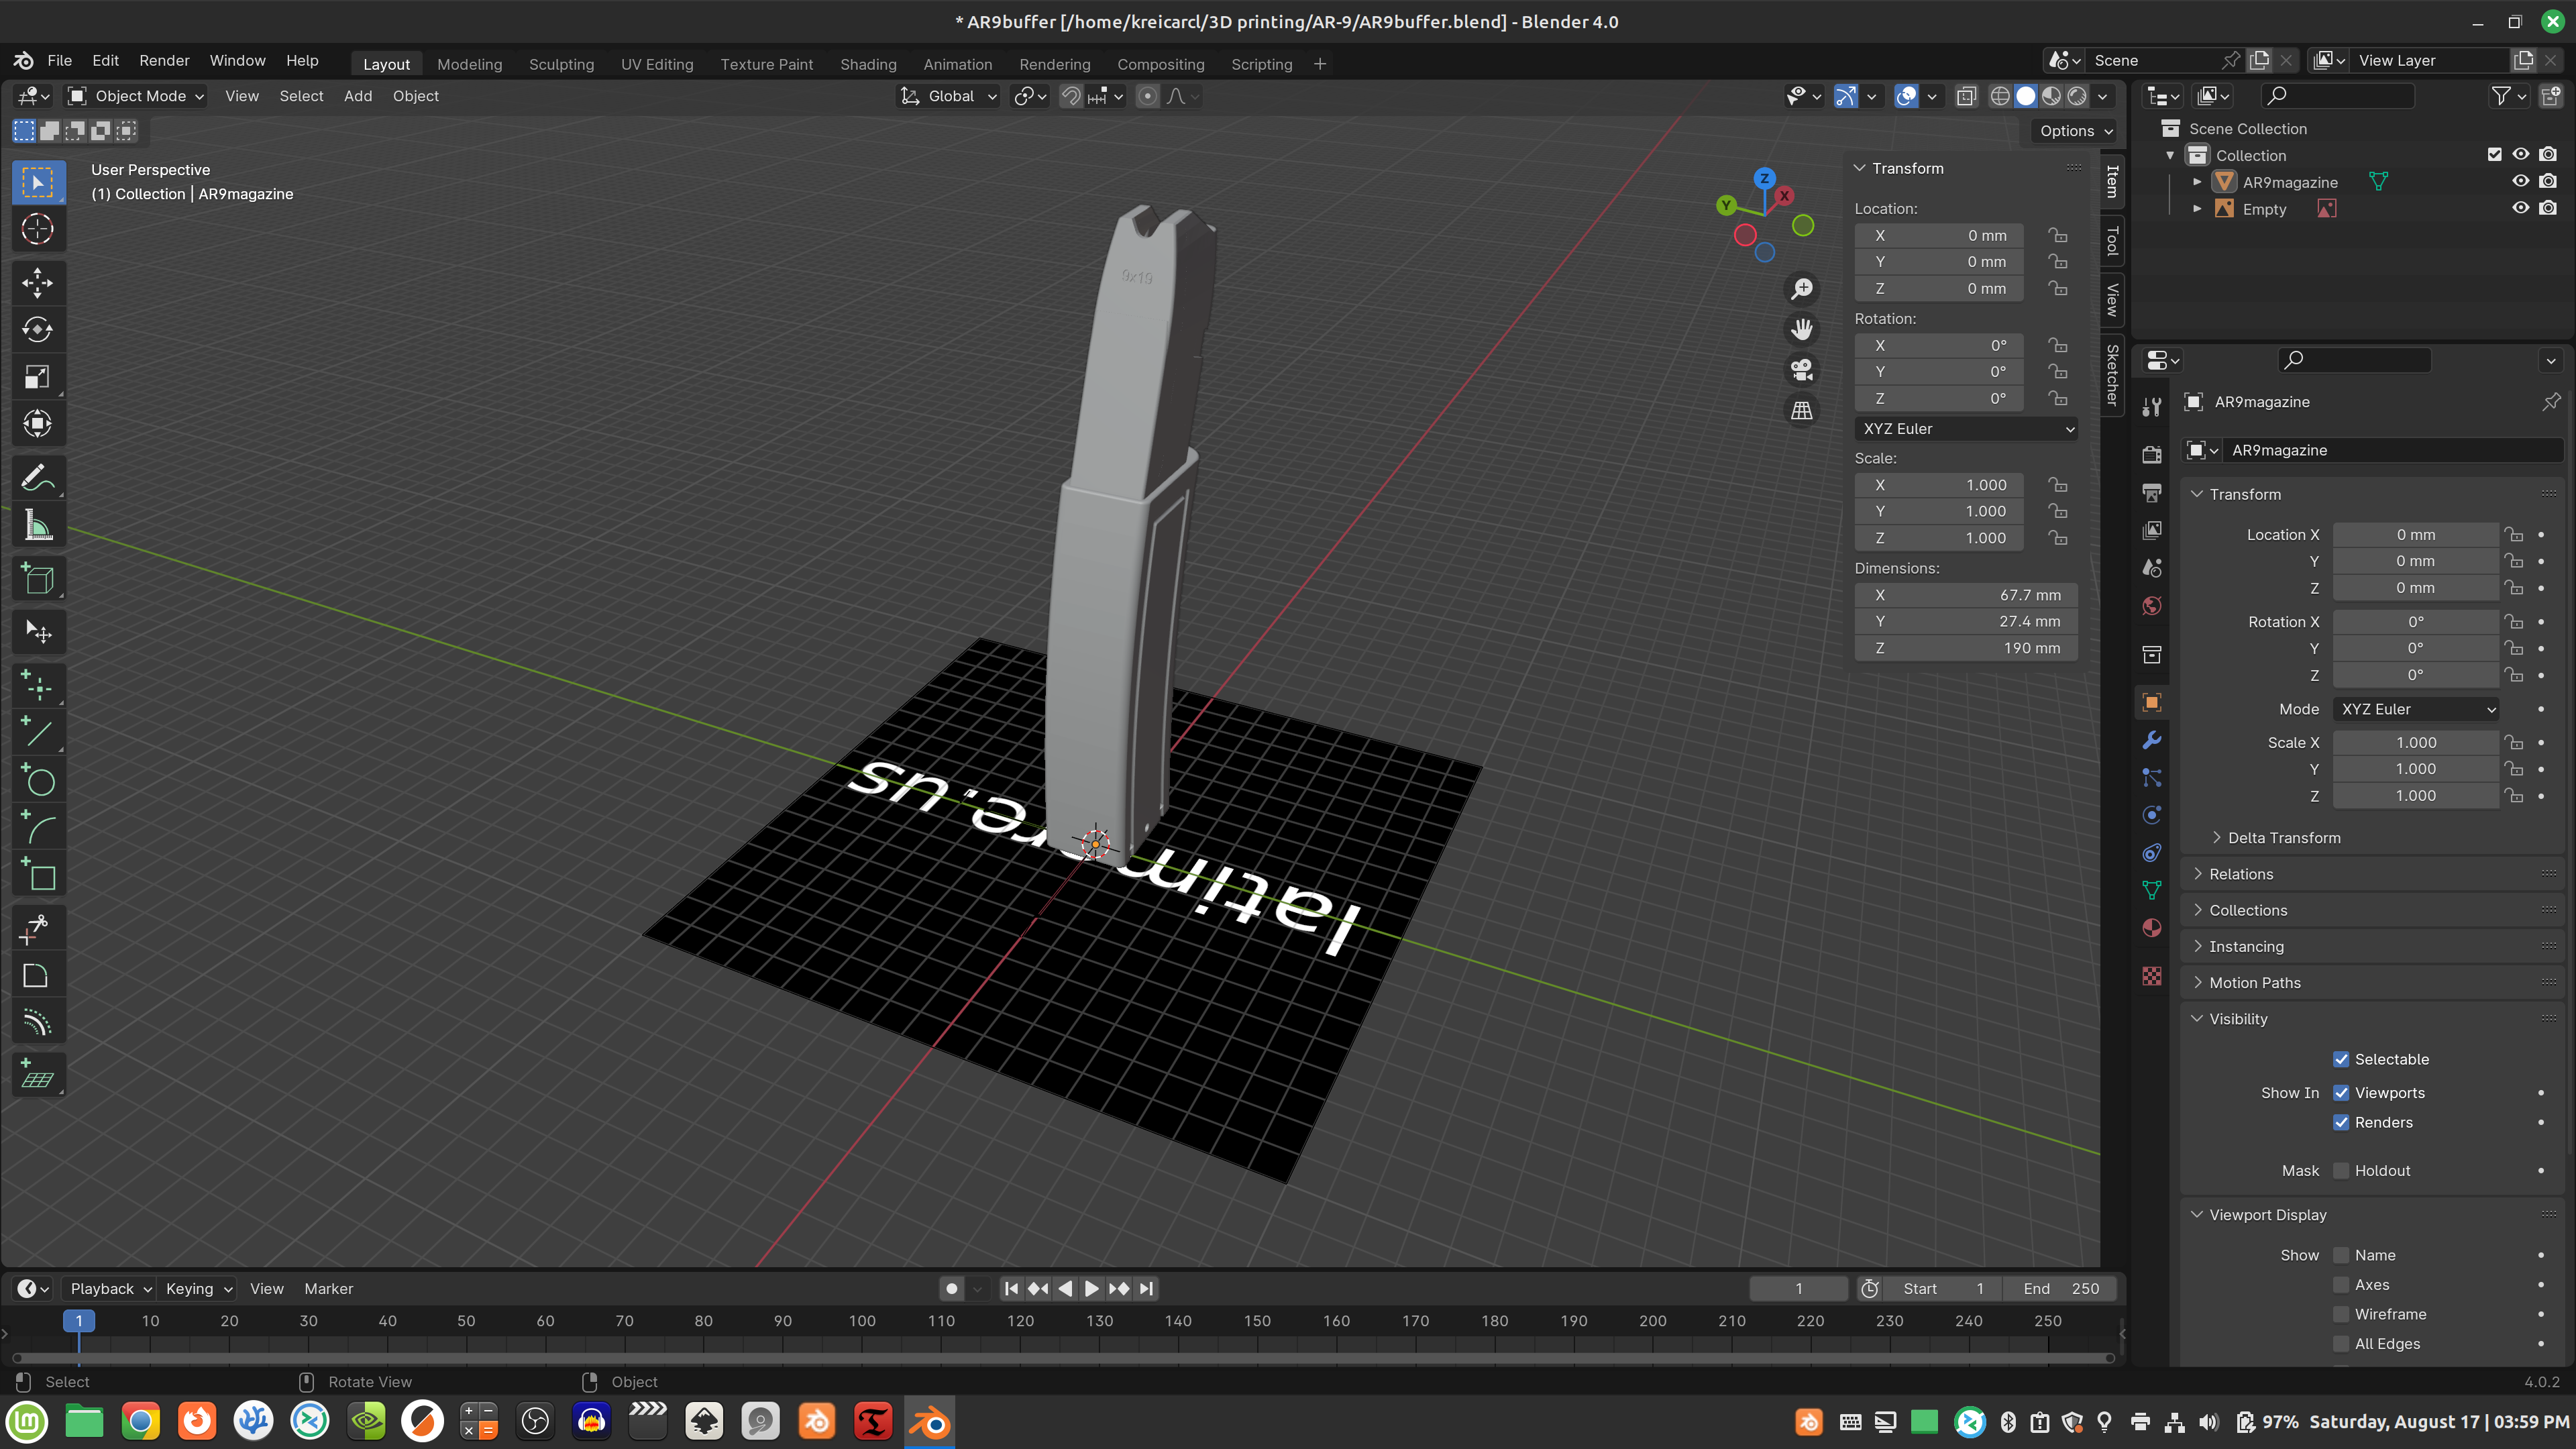 * AR9buffer [/home/kreicarcl/3D printing/AR-9/AR9buffer.blend] - Blender 4.0
File Edit Render Window Help Layout Modeling Sculpting UV Editing Texture Paint Shading Animation Rendering Compositing Scripting + Scene View Layer
Object Mode View Select Add Object Global
Options
User Perspective
(1) Collection | AR9magazine
9x19
latim re.us
Z
X
Y
Transform
Location:
X 0 mm
Y 0 mm
Z 0 mm
Rotation:
X 0°
Y 0°
Z 0°
XYZ Euler
Scale:
X 1.000
Y 1.000
Z 1.000
Dimensions:
X 67.7 mm
Y 27.4 mm
Z 190 mm
Item
Tool
View
Sketcher
Scene Collection
Collection
AR9magazine
Empty
AR9magazine
AR9magazine
Transform
Location X 0 mm
Y 0 mm
Z 0 mm
Rotation X 0°
Y 0°
Z 0°
Mode XYZ Euler
Scale X 1.000
Y 1.000
Z 1.000
Delta Transform
Relations
Collections
Instancing
Motion Paths
Visibility
Selectable
Show In Viewports
Renders
Mask Holdout
Viewport Display
Show Name
Axes
Wireframe
All Edges
Playback Keying View Marker 1 Start 1 End 250
1 10 20 30 40 50 60 70 80 90 100 110 120 130 140 150 160 170 180 190 200 210 220 230 240 250
Select Rotate View Object 4.0.2
97% Saturday, August 17 | 03:59 PM